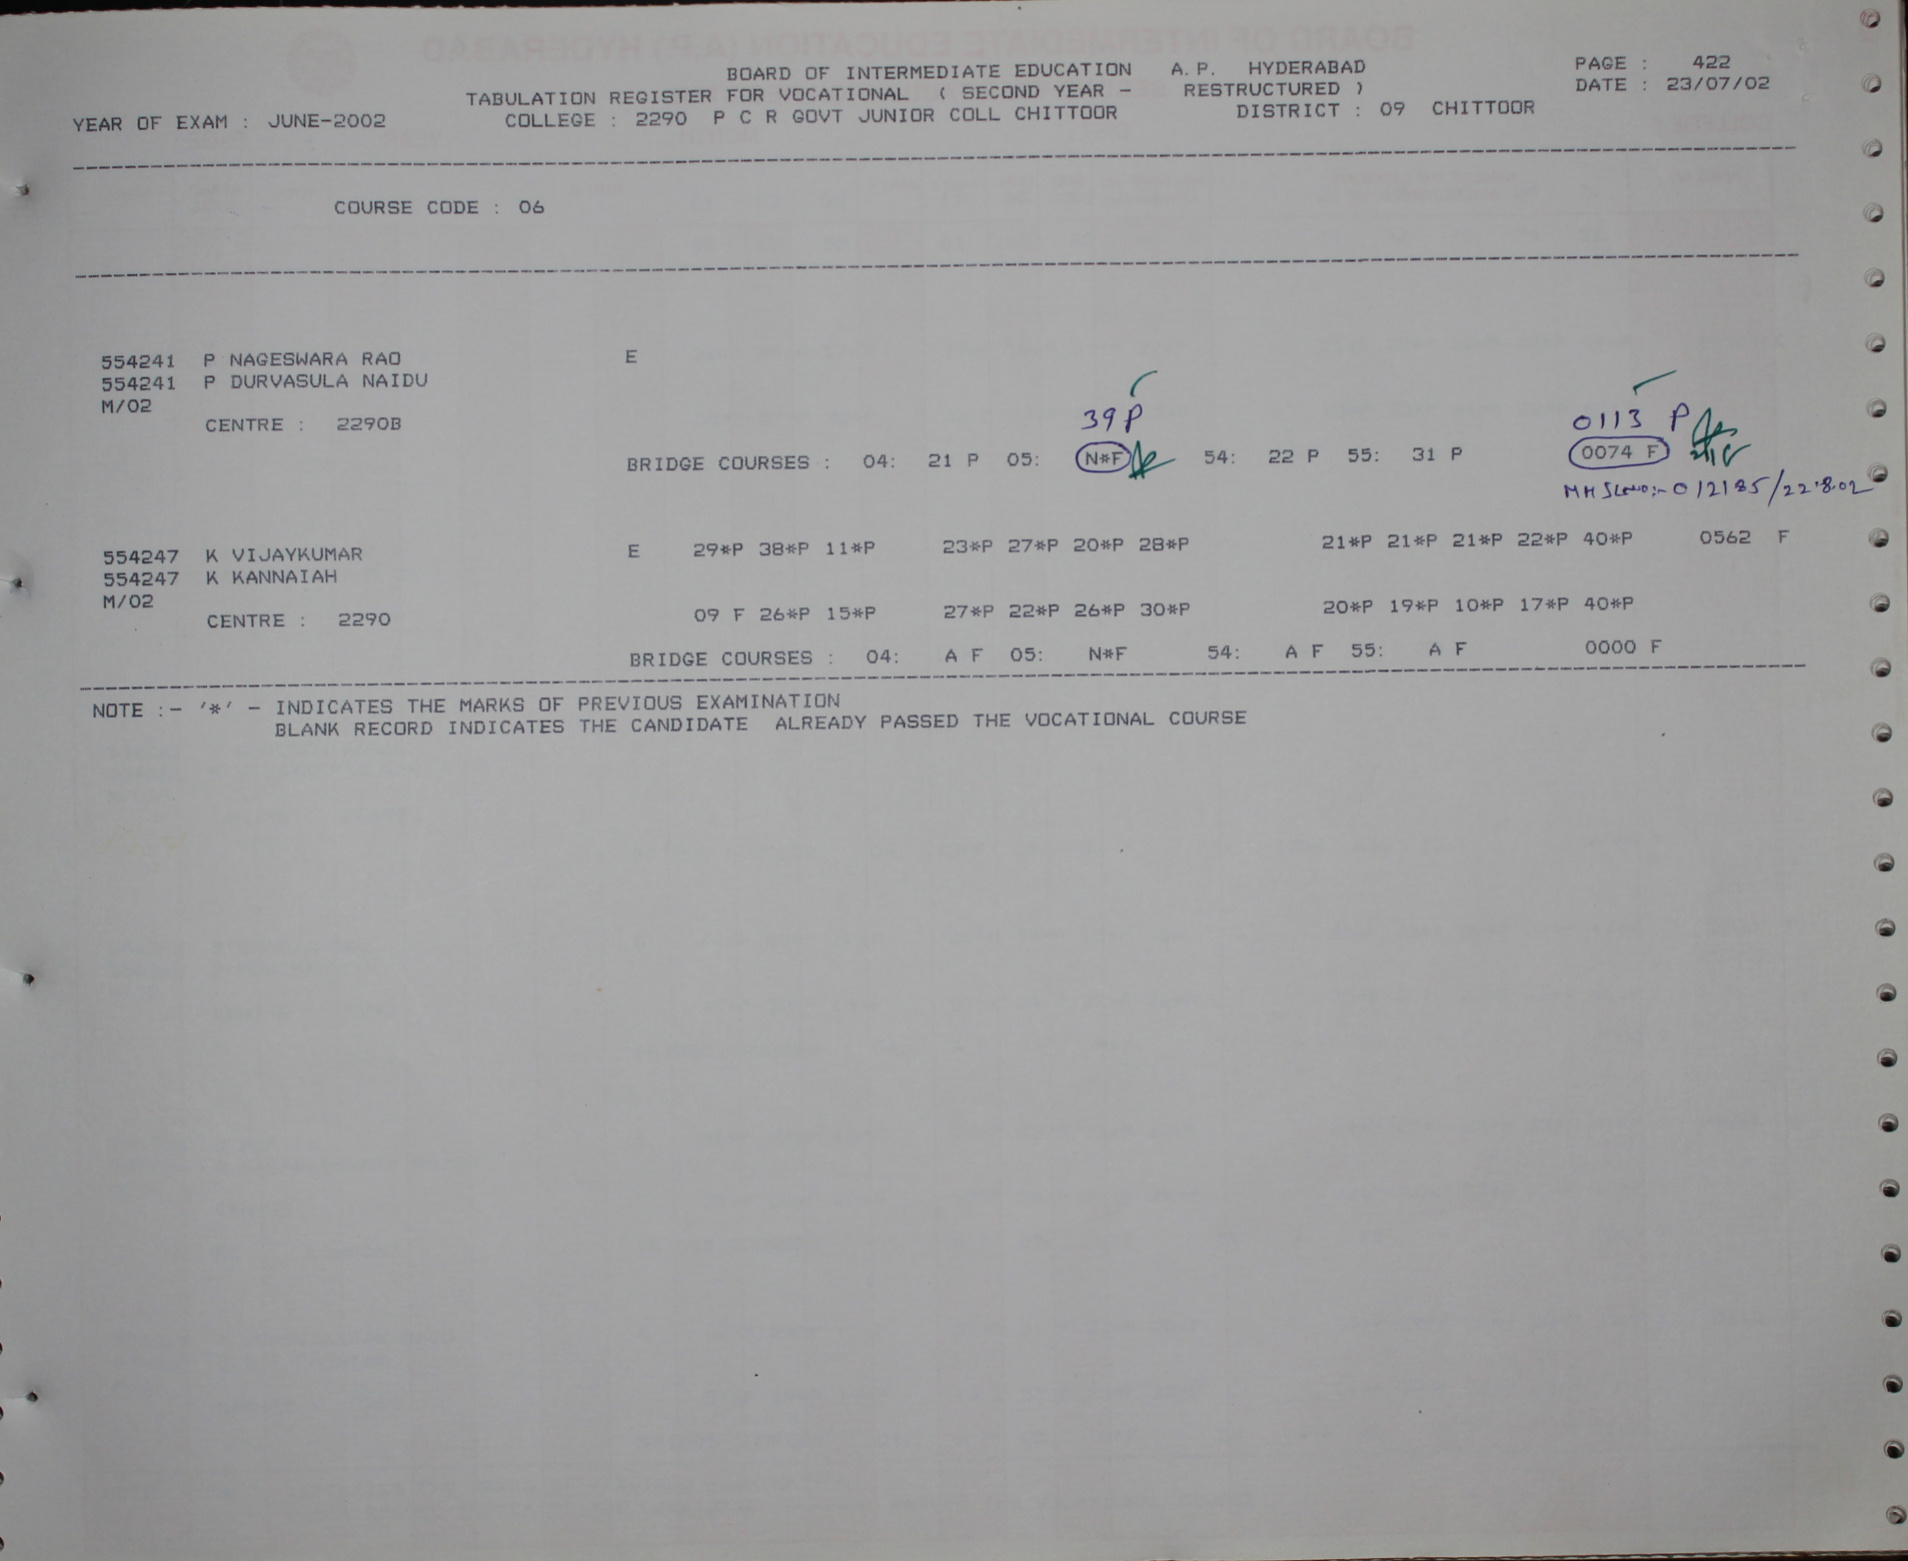 BOARD OF INTERMEDIATE EDUCATION A.P. HYDERABAD PAGE : 422
TABULATION REGISTER FOR VOCATIONAL ( SECOND YEAR - RESTRUCTURED ) DATE : 23/07/02
YEAR OF EXAM : JUNE-2002 COLLEGE : 2290 P C R GOVT JUNIOR COLL CHITTOOR DISTRICT : 09 CHITTOOR
COURSE CODE : 06
554241 P NAGESWARA RAO E
554241 P DURVASULA NAIDU
M/02
39 P 0113 P
CENTRE : 2290B
BRIDGE COURSES : 04: 21 P 05: N*F 54: 22 P 55: 31 P 0074 F
012185/22.8.02
554247 K VIJAYKUMAR E 29*P 38*P 11*P 23*P 27*P 20*P 28*P 21*P 21*P 21*P 22*P 40*P 0562 F
554247 K KANNAIAH
M/02
CENTRE : 2290 09 F 26*P 15*P 27*P 22*P 26*P 30*P 20*P 19*P 10*P 17*P 40*P
BRIDGE COURSES : 04: A F 05: N*F 54: A F 55: A F 0000 F
NOTE :- '*' - INDICATES THE MARKS OF PREVIOUS EXAMINATION
BLANK RECORD INDICATES THE CANDIDATE ALREADY PASSED THE VOCATIONAL COURSE